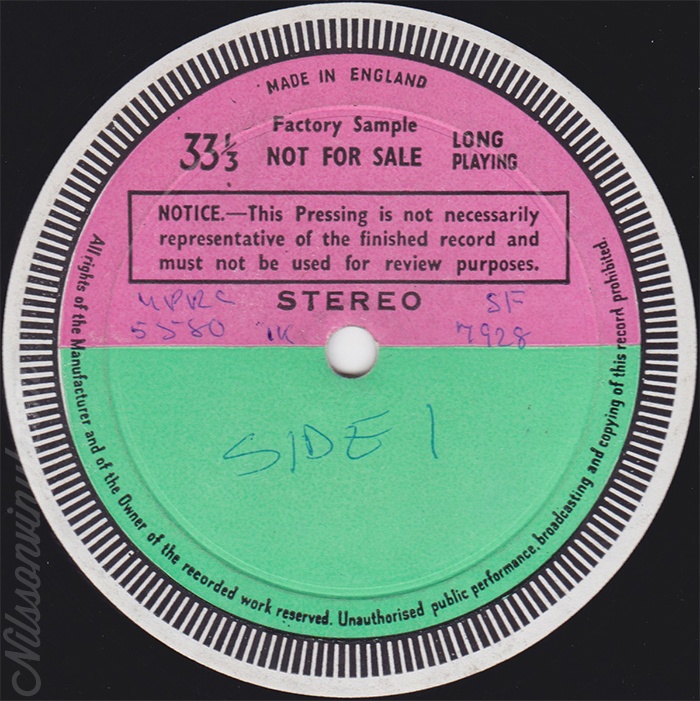 MADE IN ENGLAND
Factory Sample
33⅓ NOT FOR SALE LONG PLAYING
NOTICE.—This Pressing is not necessarily
representative of the finished record and
must not be used for review purposes.
STEREO
SF
5580 1K 7928
SIDE 1
All rights of the Manufacturer and of the Owner of the recorded work reserved. Unauthorised public performance, broadcasting and copying of this record prohibited.